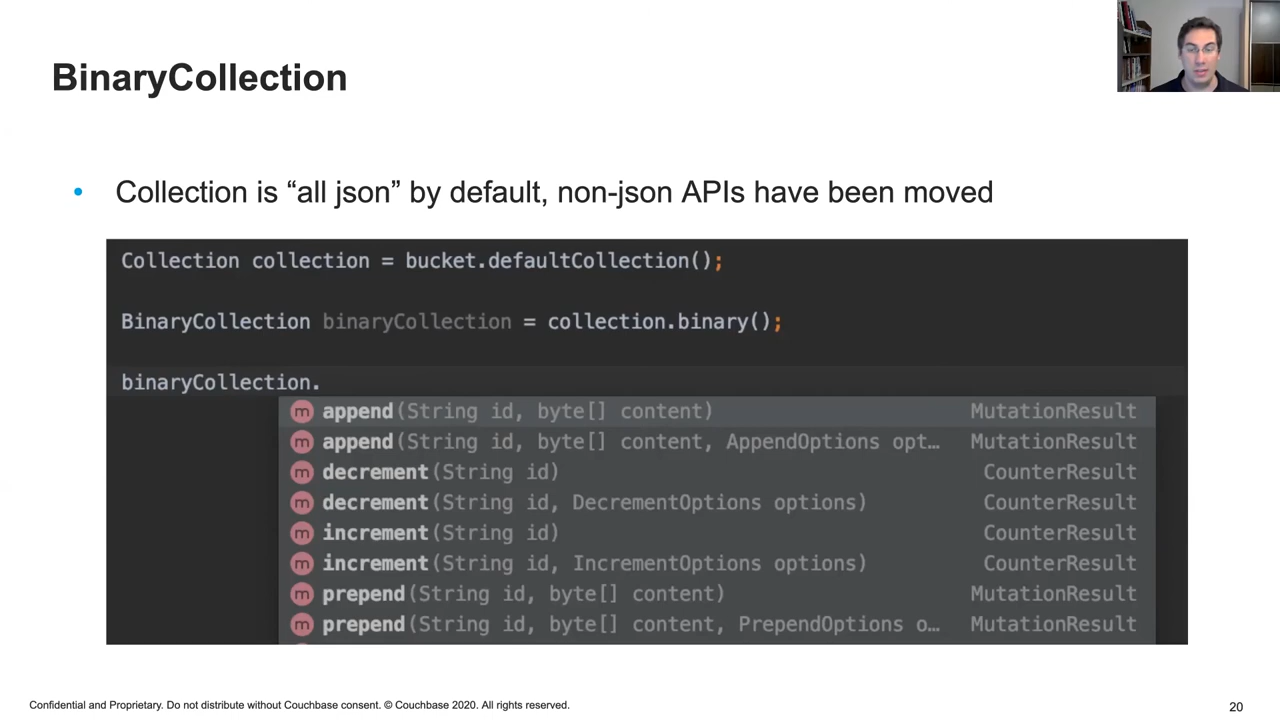 BinaryCollection
• Collection is “all json” by default, non-json APIs have been moved
Collection collection = bucket.defaultCollection();
BinaryCollection binaryCollection = collection.binary();
binaryCollection.
m append(String id, byte[] content) MutationResult
m append(String id, byte[] content, AppendOptions opt… MutationResult
m decrement(String id) CounterResult
m decrement(String id, DecrementOptions options) CounterResult
m increment(String id) CounterResult
m increment(String id, IncrementOptions options) CounterResult
m prepend(String id, byte[] content) MutationResult
m prepend(String id, byte[] content, PrependOptions o… MutationResult
Confidential and Proprietary. Do not distribute without Couchbase consent. © Couchbase 2020. All rights reserved.
20